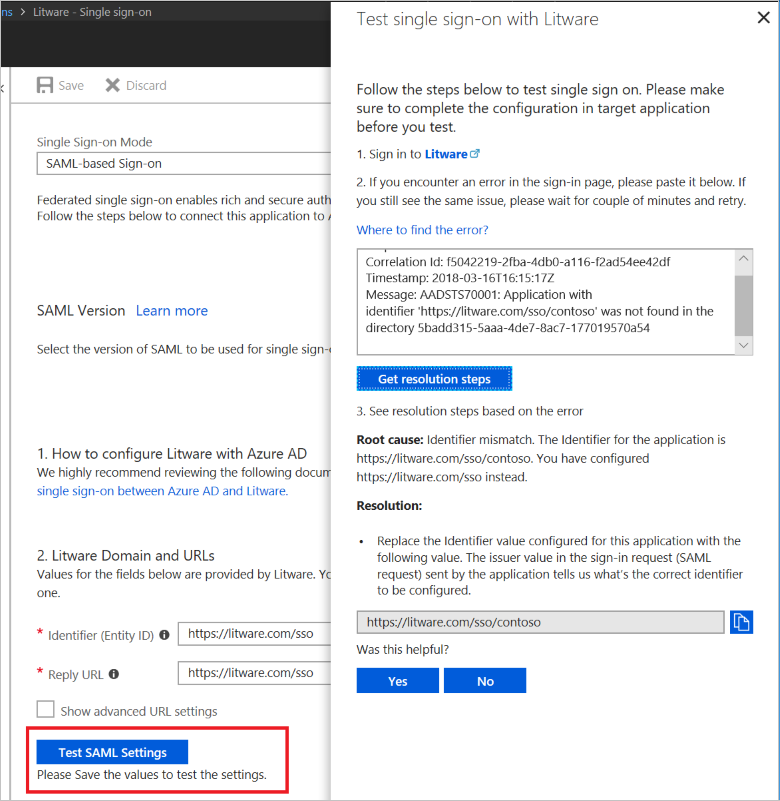 ns > Litware - Single sign-on
Save
Discard
Single Sign-on Mode
SAML-based Sign-on
Federated single sign-on enables rich and secure auth
Follow the steps below to connect this application to A
SAML Version Learn more
Select the version of SAML to be used for single sign-o
1. How to configure Litware with Azure AD
We highly recommend reviewing the following docum
single sign-on between Azure AD and Litware.
2. Litware Domain and URLs
Values for the fields below are provided by Litware. Yo
one.
* Identifier (Entity ID) https://litware.com/sso
* Reply URL https://litware.com/sso
Show advanced URL settings
Test SAML Settings
Please Save the values to test the settings.
Test single sign-on with Litware
Follow the steps below to test single sign on. Please make
sure to complete the configuration in target application
before you test.
1. Sign in to Litware
2. If you encounter an error in the sign-in page, please paste it below. If
you still see the same issue, please wait for couple of minutes and retry.
Where to find the error?
Correlation Id: f5042219-2fba-4db0-a116-f2ad54ee42df
Timestamp: 2018-03-16T16:15:17Z
Message: AADSTS70001: Application with
identifier 'https://litware.com/sso/contoso' was not found in the
directory 5badd315-5aaa-4de7-8ac7-177019570a54
Get resolution steps
3. See resolution steps based on the error
Root cause: Identifier mismatch. The Identifier for the application is
https://litware.com/sso/contoso. You have configured
https://litware.com/sso instead.
Resolution:
• Replace the Identifier value configured for this application with the
following value. The issuer value in the sign-in request (SAML
request) sent by the application tells us what's the correct identifier
to be configured.
https://litware.com/sso/contoso
Was this helpful?
Yes
No